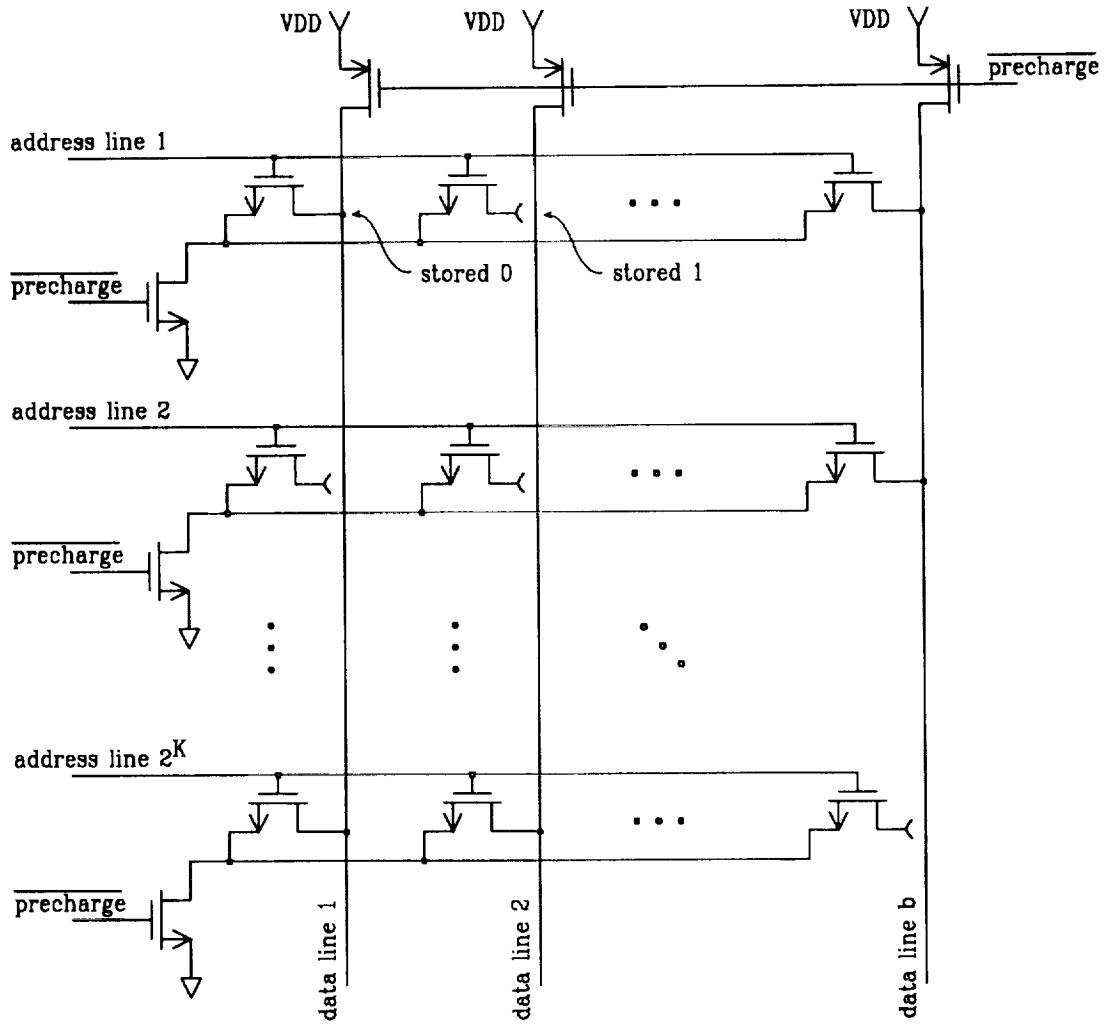 VDD VDD VDD
precharge
address line 1
stored 0 stored 1
precharge
address line 2
precharge
address line 2^K
precharge
data line 1
data line 2
data line b